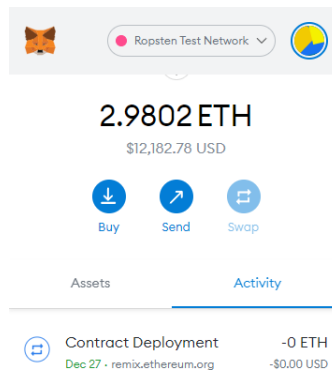 Ropsten Test Network
2.9802 ETH
$12,182.78 USD
Buy Send Swap
Assets Activity
Contract Deployment -0 ETH
Dec 27 · remix.ethereum.org -$0.00 USD